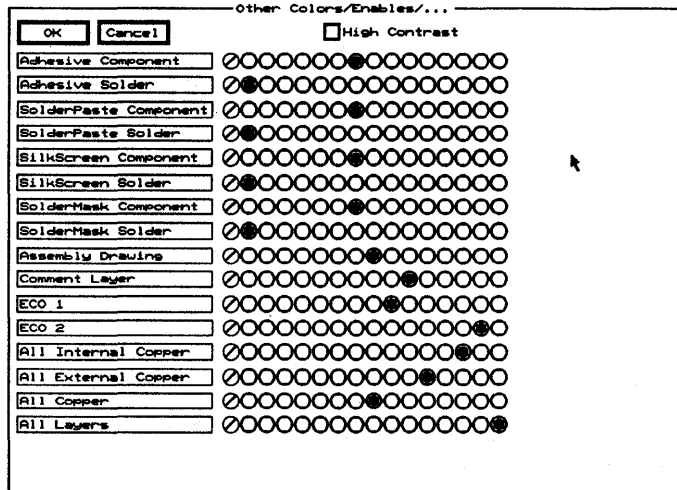 Other Colors/Enables/...
OK Cancel High Contrast
Adhesive Component
Adhesive Solder
SolderPaste Component
SolderPaste Solder
SilkScreen Component
SilkScreen Solder
SolderMask Component
SolderMask Solder
Assembly Drawing
Comment Layer
ECO 1
ECO 2
All Internal Copper
All External Copper
All Copper
All Layers